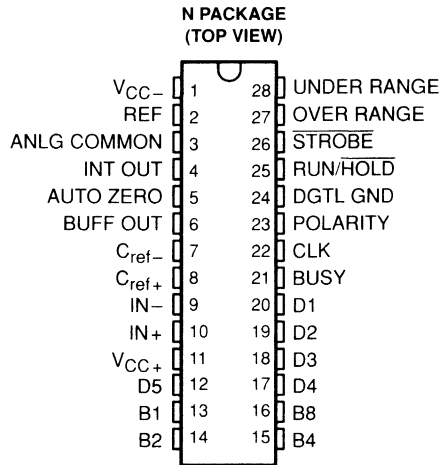 N PACKAGE
(TOP VIEW)
VCC− 1 28 UNDER RANGE
REF 2 27 OVER RANGE
ANLG COMMON 3 26 STROBE
INT OUT 4 25 RUN/HOLD
AUTO ZERO 5 24 DGTL GND
BUFF OUT 6 23 POLARITY
Cref− 7 22 CLK
Cref+ 8 21 BUSY
IN− 9 20 D1
IN+ 10 19 D2
VCC+ 11 18 D3
D5 12 17 D4
B1 13 16 B8
B2 14 15 B4